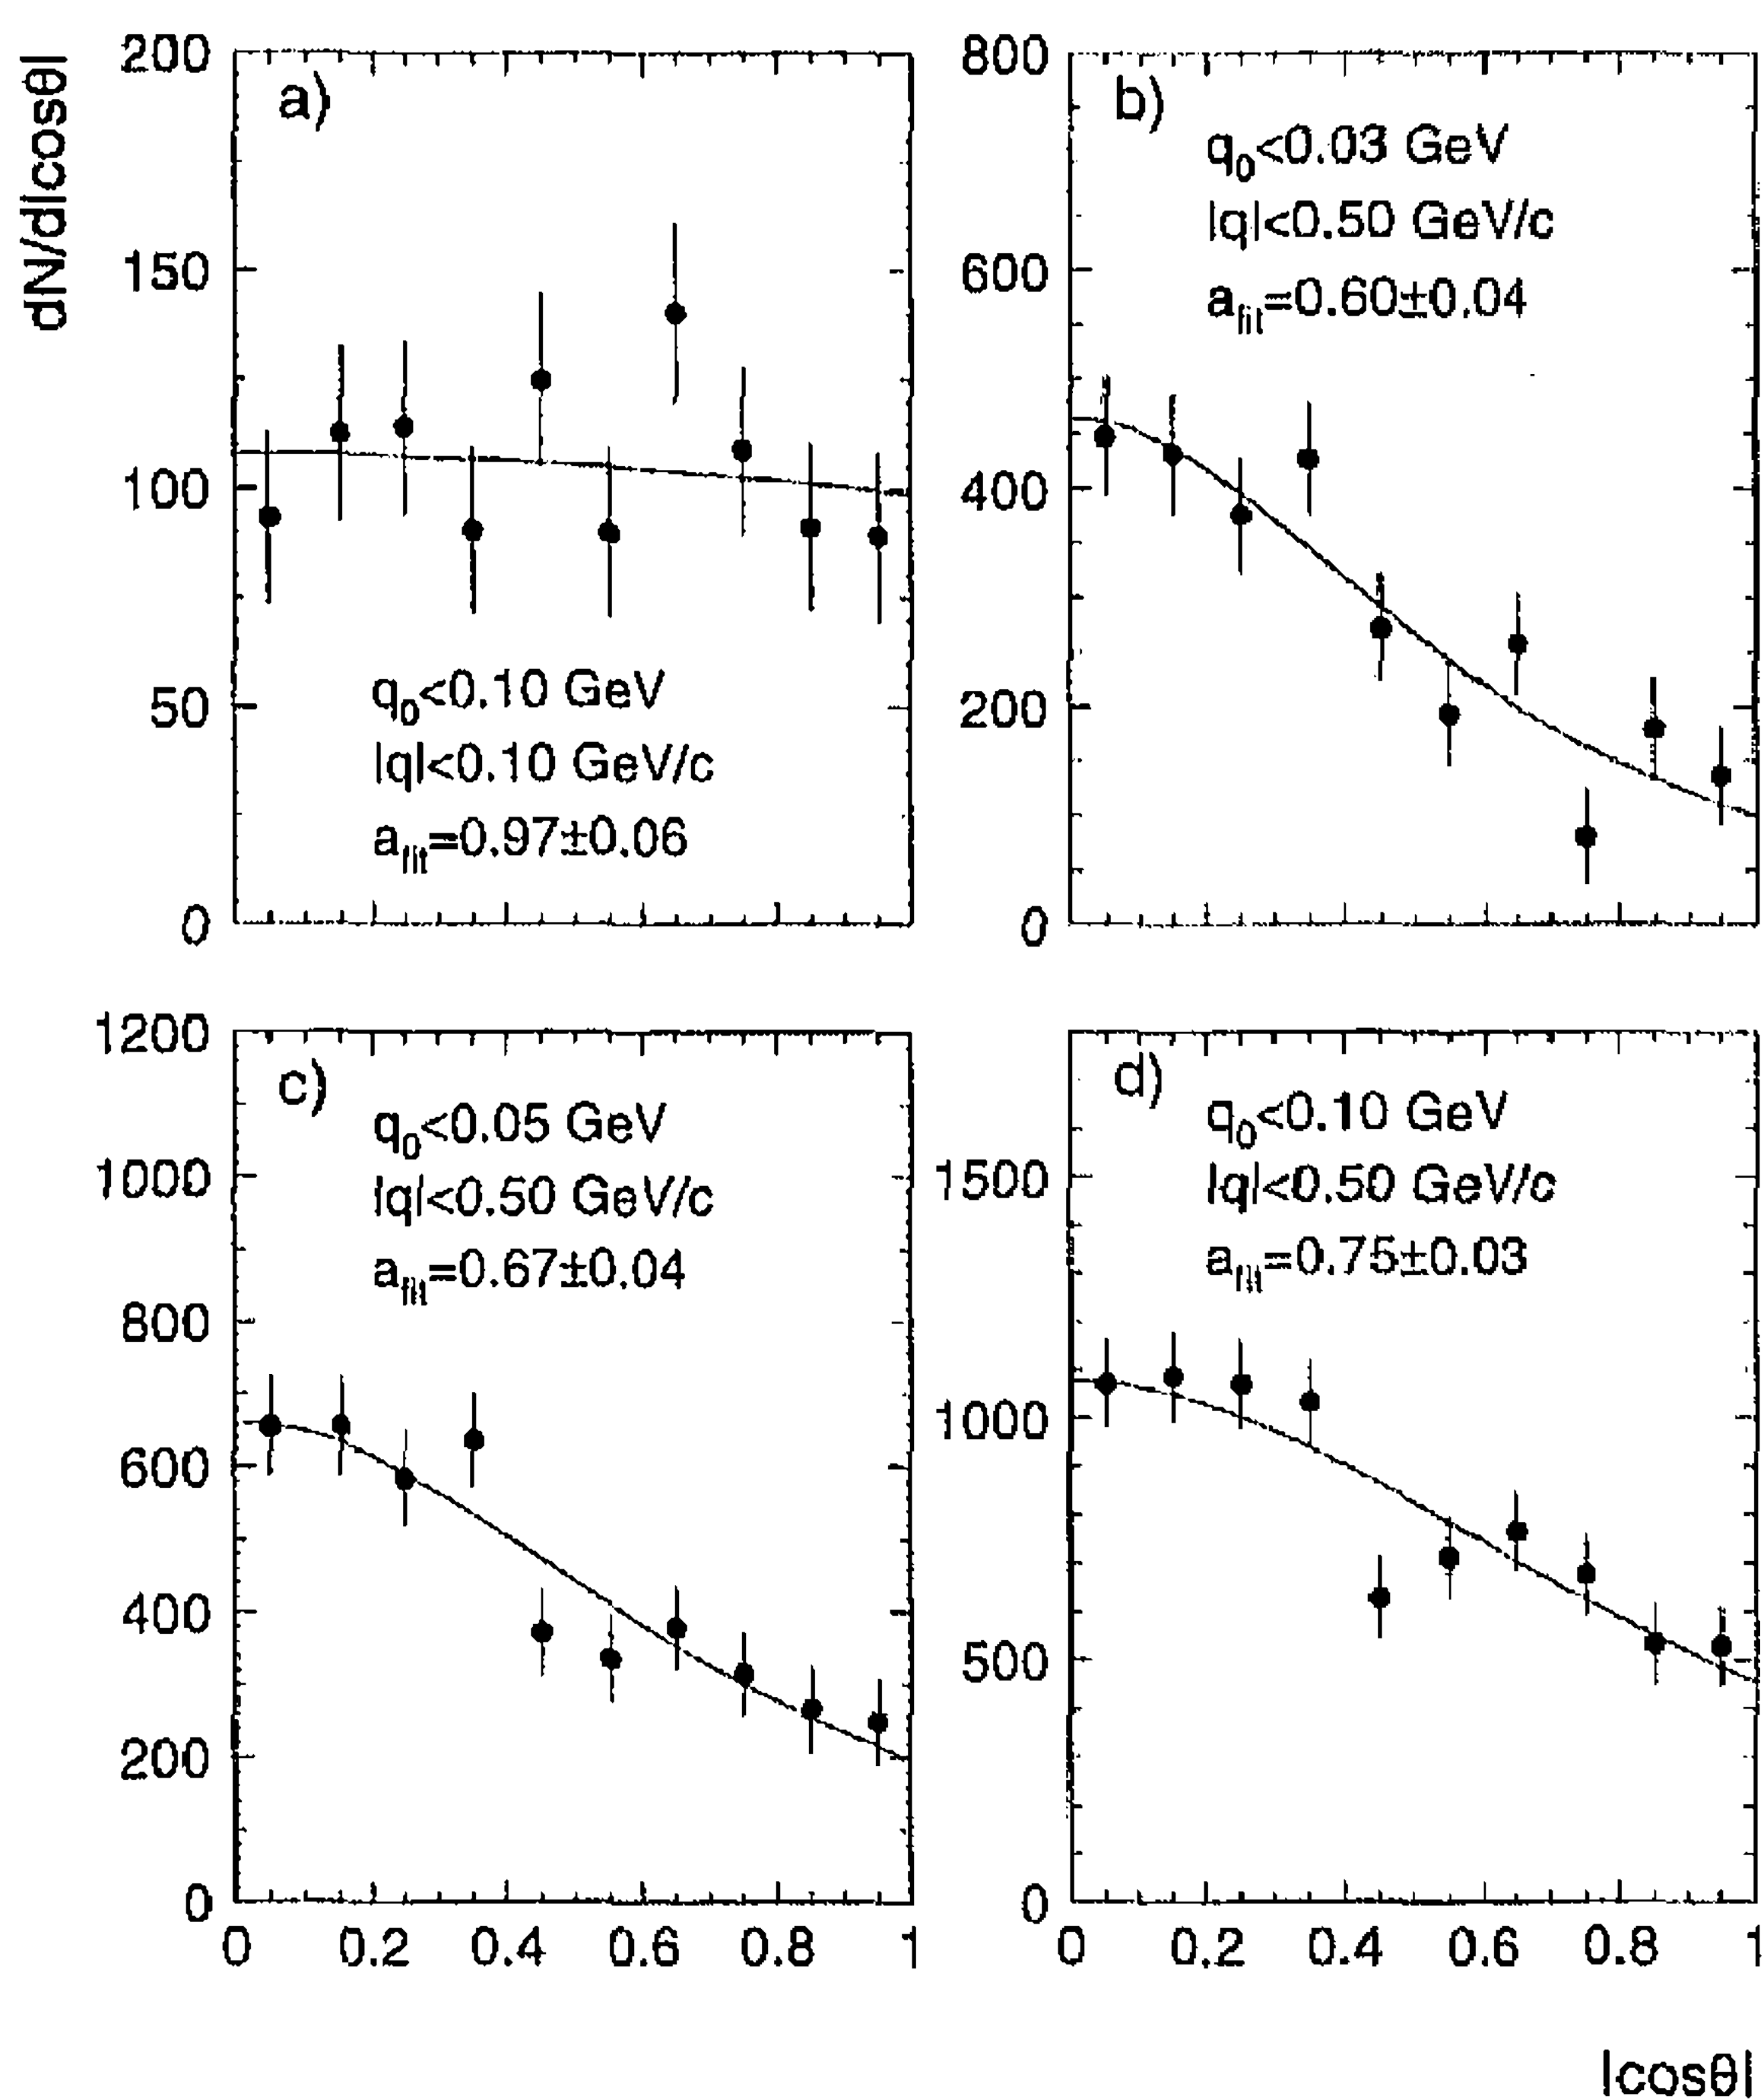 dN/d|cosθ|
200
150
100
50
0
a)
q₀<0.10 GeV
|q|<0.10 GeV/c
a_fit=0.97±0.06
800
600
400
200
0
b)
q₀<0.03 GeV
|q|<0.50 GeV/c
a_fit=0.60±0.04
1200
1000
800
600
400
200
0
c)
q₀<0.05 GeV
|q|<0.50 GeV/c
a_fit=0.67±0.04
0 0.2 0.4 0.6 0.8 1
1500
1000
500
0
d)
q₀<0.10 GeV
|q|<0.50 GeV/c
a_fit=0.75±0.03
0 0.2 0.4 0.6 0.8 1
|cosθ|